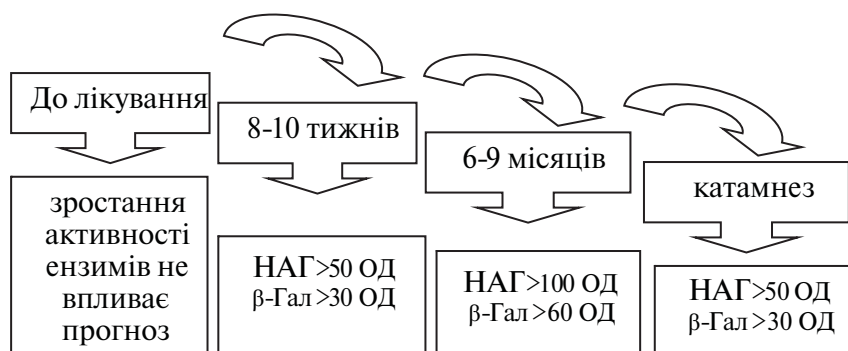 До лікування
8-10 тижнів
6-9 місяців
катамнез
зростання
активності
ензимів не
впливає
прогноз
НАГ>50 ОД
β-Гал>30 ОД
НАГ>100 ОД
β-Гал>60 ОД
НАГ>50 ОД
β-Гал>30 ОД